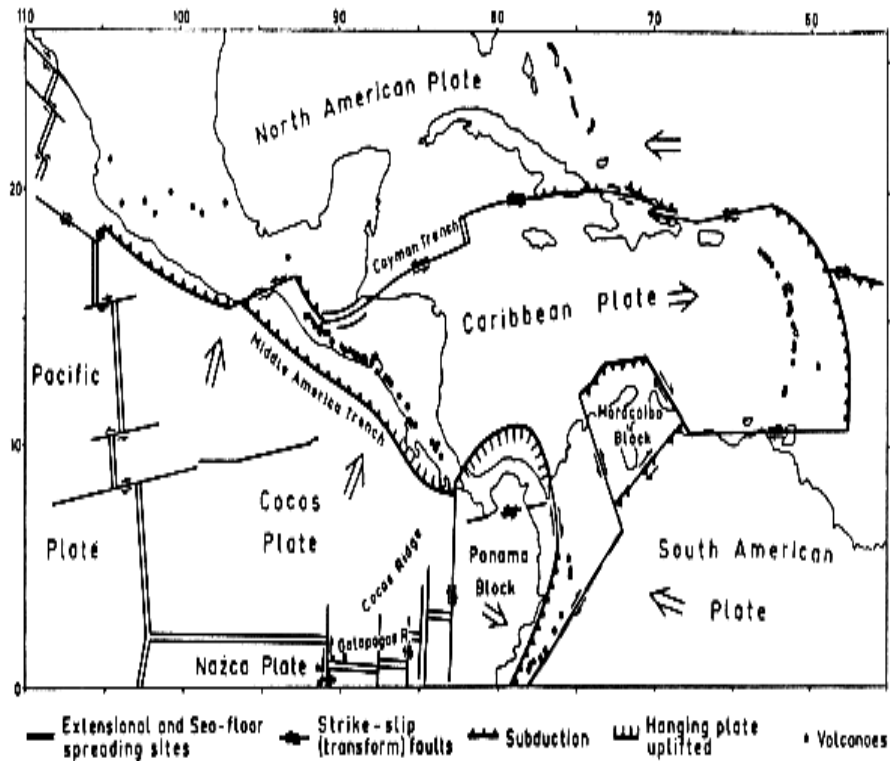 110 100 90 80 70 60
North American Plate
20
Cayman Trench
Caribbean Plate
Pacific
Middle America Trench
Maracaibo
Block
10
Cocos
Plate
Plate
South American
Plate
Cocos Ridge
Panama
Block
Galapagos R.
Nazca Plate
0
Extensional and Sea-floor
spreading sites
Strike-slip
(transform) faults
Subduction
Hanging plate
uplifted
Volcanoes